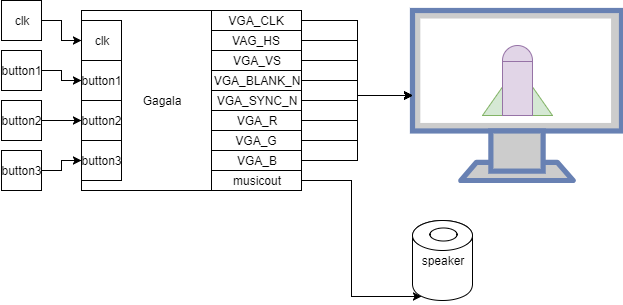 clk
button1
button2
button3
clk
button1
button2
button3
Gagala
VGA_CLK
VAG_HS
VGA_VS
VGA_BLANK_N
VGA_SYNC_N
VGA_R
VGA_G
VGA_B
musicout
speaker